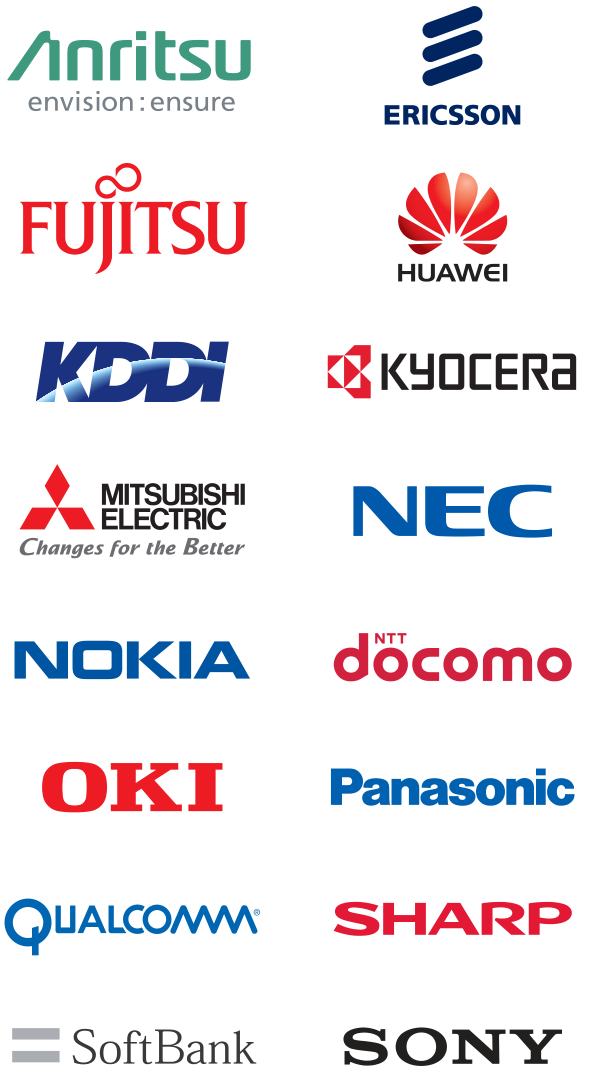 Anritsu
envision : ensure
ERICSSON
FUJITSU
HUAWEI
KDDI
KYOCERA
MITSUBISHI
ELECTRIC
Changes for the Better
NEC
NOKIA
NTT
docomo
OKI
Panasonic
QUALCOMM®
SHARP
SoftBank
SONY